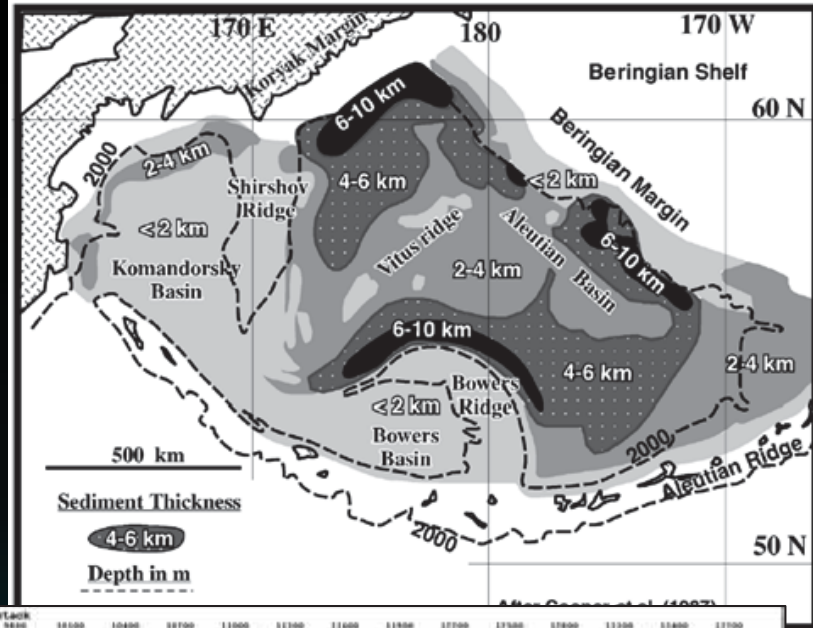 170 E
180
170 W
Koryak Margin
Beringian Shelf
60 N
6-10 km
Beringian Margin
2000
2-4 km
4-6 km
< 2 km
Shirshov
Ridge
< 2 km
Vitus ridge
Aleutian Basin
6-10 km
Komandorsky
Basin
2-4 km
6-10 km
4-6 km
2-4 km
Bowers
Ridge
< 2 km
Bowers
Basin
500 km
2000
Aleutian Ridge
Sediment Thickness
4-6 km
2000
Depth in m
50 N
After Cooper et al. (1987)